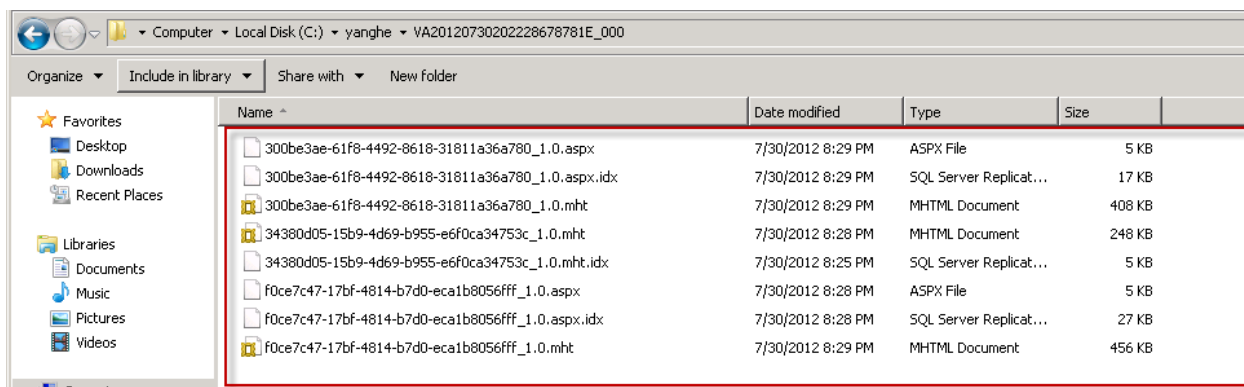 Computer Local Disk (C:) yanghe VA20120730202228678781E_000
Organize Include in library Share with New folder
Name Date modified Type Size
Favorites
Desktop
Downloads
Recent Places
Libraries
Documents
Music
Pictures
Videos
300be3ae-61f8-4492-8618-31811a36a780_1.0.aspx 7/30/2012 8:29 PM ASPX File 5 KB
300be3ae-61f8-4492-8618-31811a36a780_1.0.aspx.idx 7/30/2012 8:29 PM SQL Server Replicat... 17 KB
300be3ae-61f8-4492-8618-31811a36a780_1.0.mht 7/30/2012 8:29 PM MHTML Document 408 KB
34380d05-15b9-4d69-b955-e6f0ca34753c_1.0.mht 7/30/2012 8:28 PM MHTML Document 248 KB
34380d05-15b9-4d69-b955-e6f0ca34753c_1.0.mht.idx 7/30/2012 8:25 PM SQL Server Replicat... 5 KB
f0ce7c47-17bf-4814-b7d0-eca1b8056fff_1.0.aspx 7/30/2012 8:28 PM ASPX File 5 KB
f0ce7c47-17bf-4814-b7d0-eca1b8056fff_1.0.aspx.idx 7/30/2012 8:28 PM SQL Server Replicat... 27 KB
f0ce7c47-17bf-4814-b7d0-eca1b8056fff_1.0.mht 7/30/2012 8:29 PM MHTML Document 456 KB